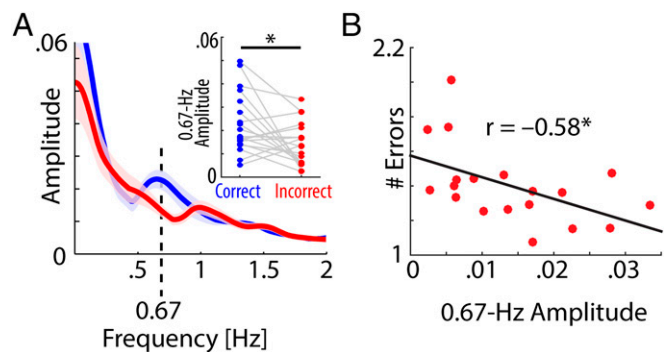 A
.06
Amplitude
0
.5
1
1.5
2
0.67
Frequency [Hz]
.06
0.67-Hz
Amplitude
0
*
Correct
Incorrect
B
2.2
# Errors
1
r = –0.58*
0
.01
.02
.03
0.67-Hz Amplitude